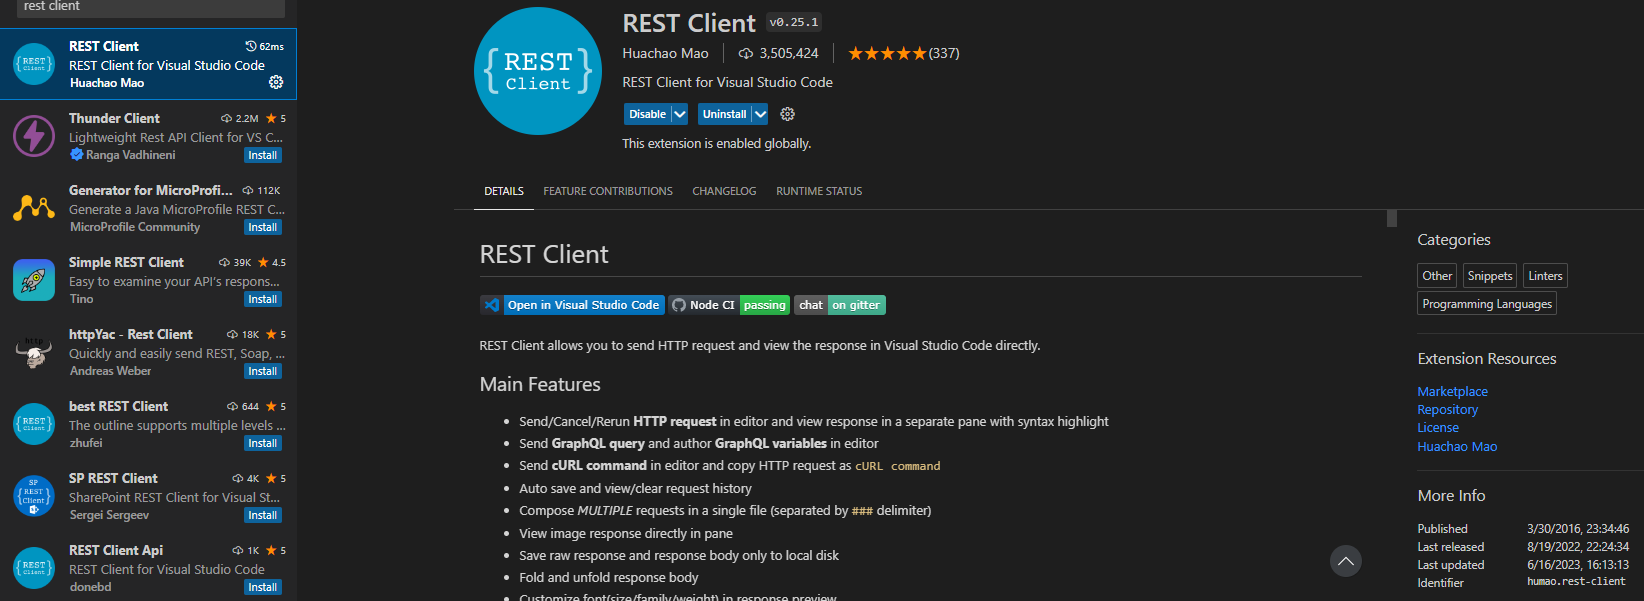 rest client
REST Client 62ms
REST Client for Visual Studio Code
Huachao Mao
Thunder Client 2.2M 5
Lightweight Rest API Client for VS C...
Ranga Vadhineni Install
Generator for MicroProfi... 112K
Generate a Java MicroProfile REST C...
MicroProfile Community Install
Simple REST Client 39K 4.5
Easy to examine your API's respons...
Tino Install
httpYac - Rest Client 18K 5
Quickly and easily send REST, Soap, ...
Andreas Weber Install
best REST Client 644 5
The outline supports multiple levels ...
zhufei Install
SP REST Client 4K 5
SharePoint REST Client for Visual St...
Sergei Sergeev Install
REST Client Api 1K 5
REST Client for Visual Studio Code
donebd Install
{REST Client}
REST Client v0.25.1
Huachao Mao 3,505,424 ★★★★★(337)
REST Client for Visual Studio Code
Disable Uninstall
This extension is enabled globally.
DETAILS FEATURE CONTRIBUTIONS CHANGELOG RUNTIME STATUS
REST Client
Open in Visual Studio Code Node CI passing chat on gitter
REST Client allows you to send HTTP request and view the response in Visual Studio Code directly.
Main Features
• Send/Cancel/Rerun HTTP request in editor and view response in a separate pane with syntax highlight
• Send GraphQL query and author GraphQL variables in editor
• Send cURL command in editor and copy HTTP request as cURL command
• Auto save and view/clear request history
• Compose MULTIPLE requests in a single file (separated by ### delimiter)
• View image response directly in pane
• Save raw response and response body only to local disk
• Fold and unfold response body
• Customize font(size/family/weight) in response preview
Categories
Other Snippets Linters
Programming Languages
Extension Resources
Marketplace
Repository
License
Huachao Mao
More Info
Published 3/30/2016, 23:34:46
Last released 8/19/2022, 22:24:34
Last updated 6/16/2023, 16:13:13
Identifier humao.rest-client